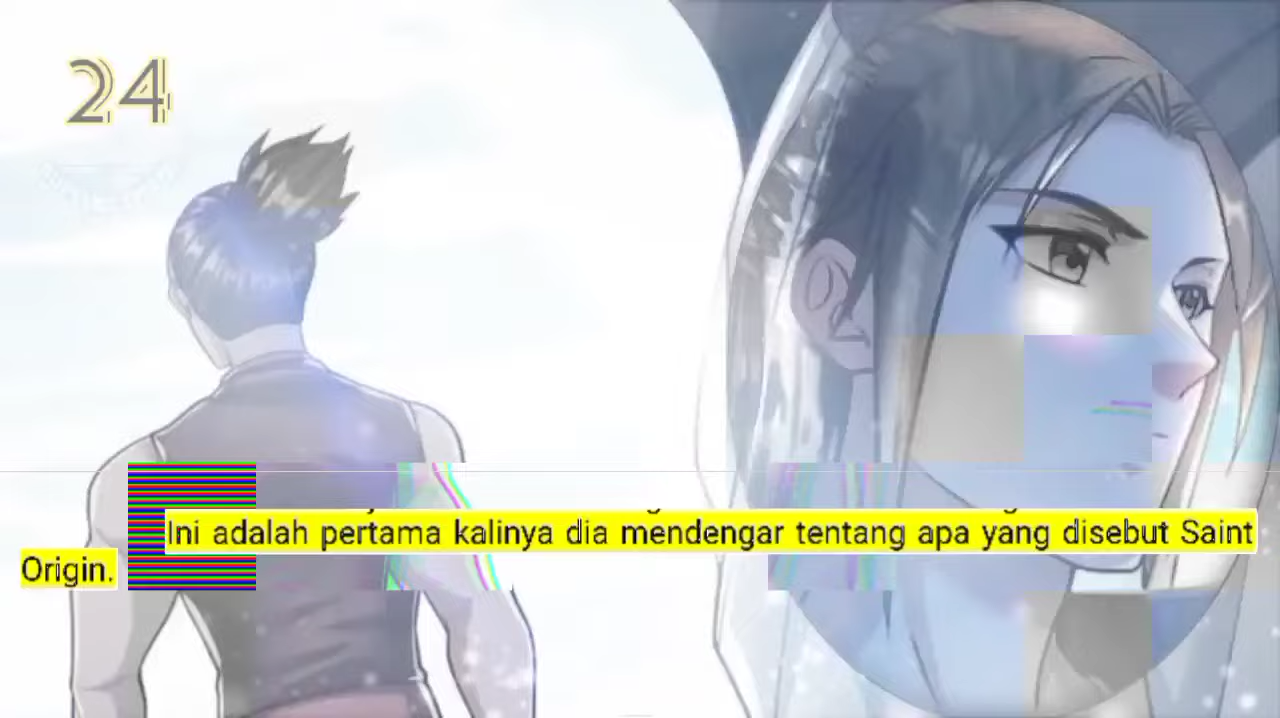 24
Ini adalah pertama kalinya dia mendengar tentang apa yang disebut Saint
Origin.